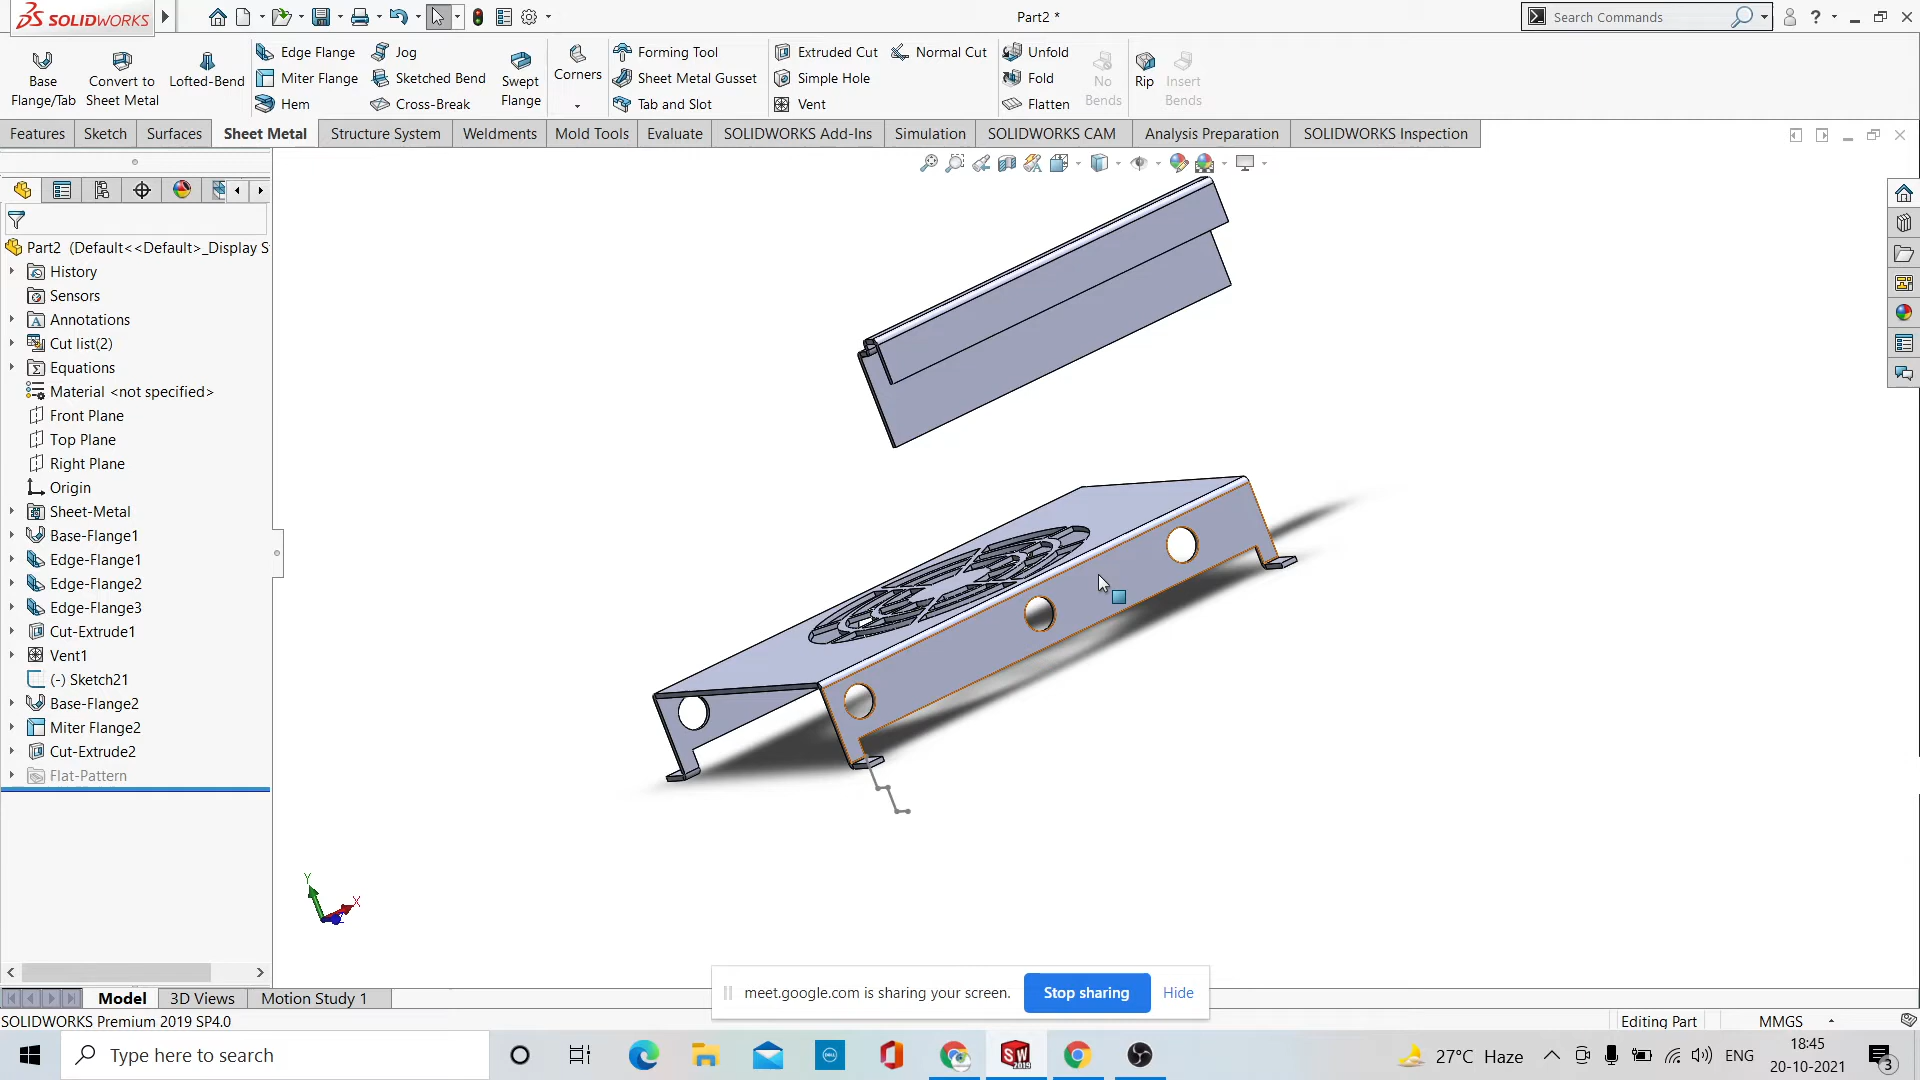 SOLIDWORKS
Part2 *
Search Commands
?
Base Flange/Tab
Convert to Sheet Metal
Lofted-Bend
Edge Flange
Miter Flange
Hem
Jog
Sketched Bend
Cross-Break
Swept Flange
Corners
Forming Tool
Sheet Metal Gusset
Tab and Slot
Extruded Cut
Simple Hole
Vent
Normal Cut
Unfold
Fold
Flatten
No Bends
Rip
Insert Bends
Features
Sketch
Surfaces
Sheet Metal
Structure System
Weldments
Mold Tools
Evaluate
SOLIDWORKS Add-Ins
Simulation
SOLIDWORKS CAM
Analysis Preparation
SOLIDWORKS Inspection
Part2 (Default<<Default>_Display S
History
Sensors
Annotations
Cut list(2)
Equations
Material <not specified>
Front Plane
Top Plane
Right Plane
Origin
Sheet-Metal
Base-Flange1
Edge-Flange1
Edge-Flange2
Edge-Flange3
Cut-Extrude1
Vent1
(-) Sketch21
Base-Flange2
Miter Flange2
Cut-Extrude2
Flat-Pattern
Y
X
meet.google.com is sharing your screen.
Stop sharing
Hide
Model
3D Views
Motion Study 1
SOLIDWORKS Premium 2019 SP4.0
Editing Part
MMGS
Type here to search
DELL
SW
2019
27°C Haze
ENG
18:45
20-10-2021
3